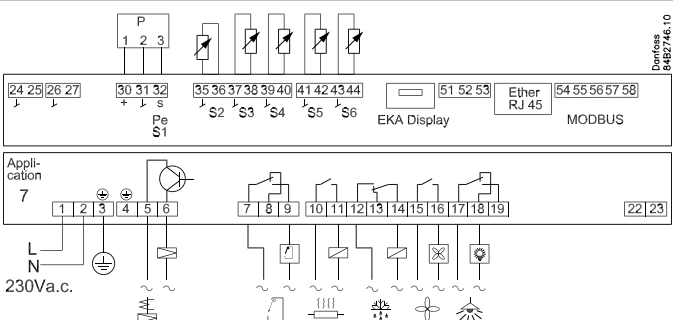 P
1 2 3
Danfoss
84B2746.10
24 25 26 27 30 31 32 35 36 37 38 39 40 41 42 43 44 51 52 53 Ether RJ 45 54 55 56 57 58
+ s S2 S3 S4 S5 S6
Pe
S1
EKA Display
MODBUS
Appli-
cation
7
1 2 3 4 5 6 7 8 9 10 11 12 13 14 15 16 17 18 19 22 23
L
N
230Va.c.